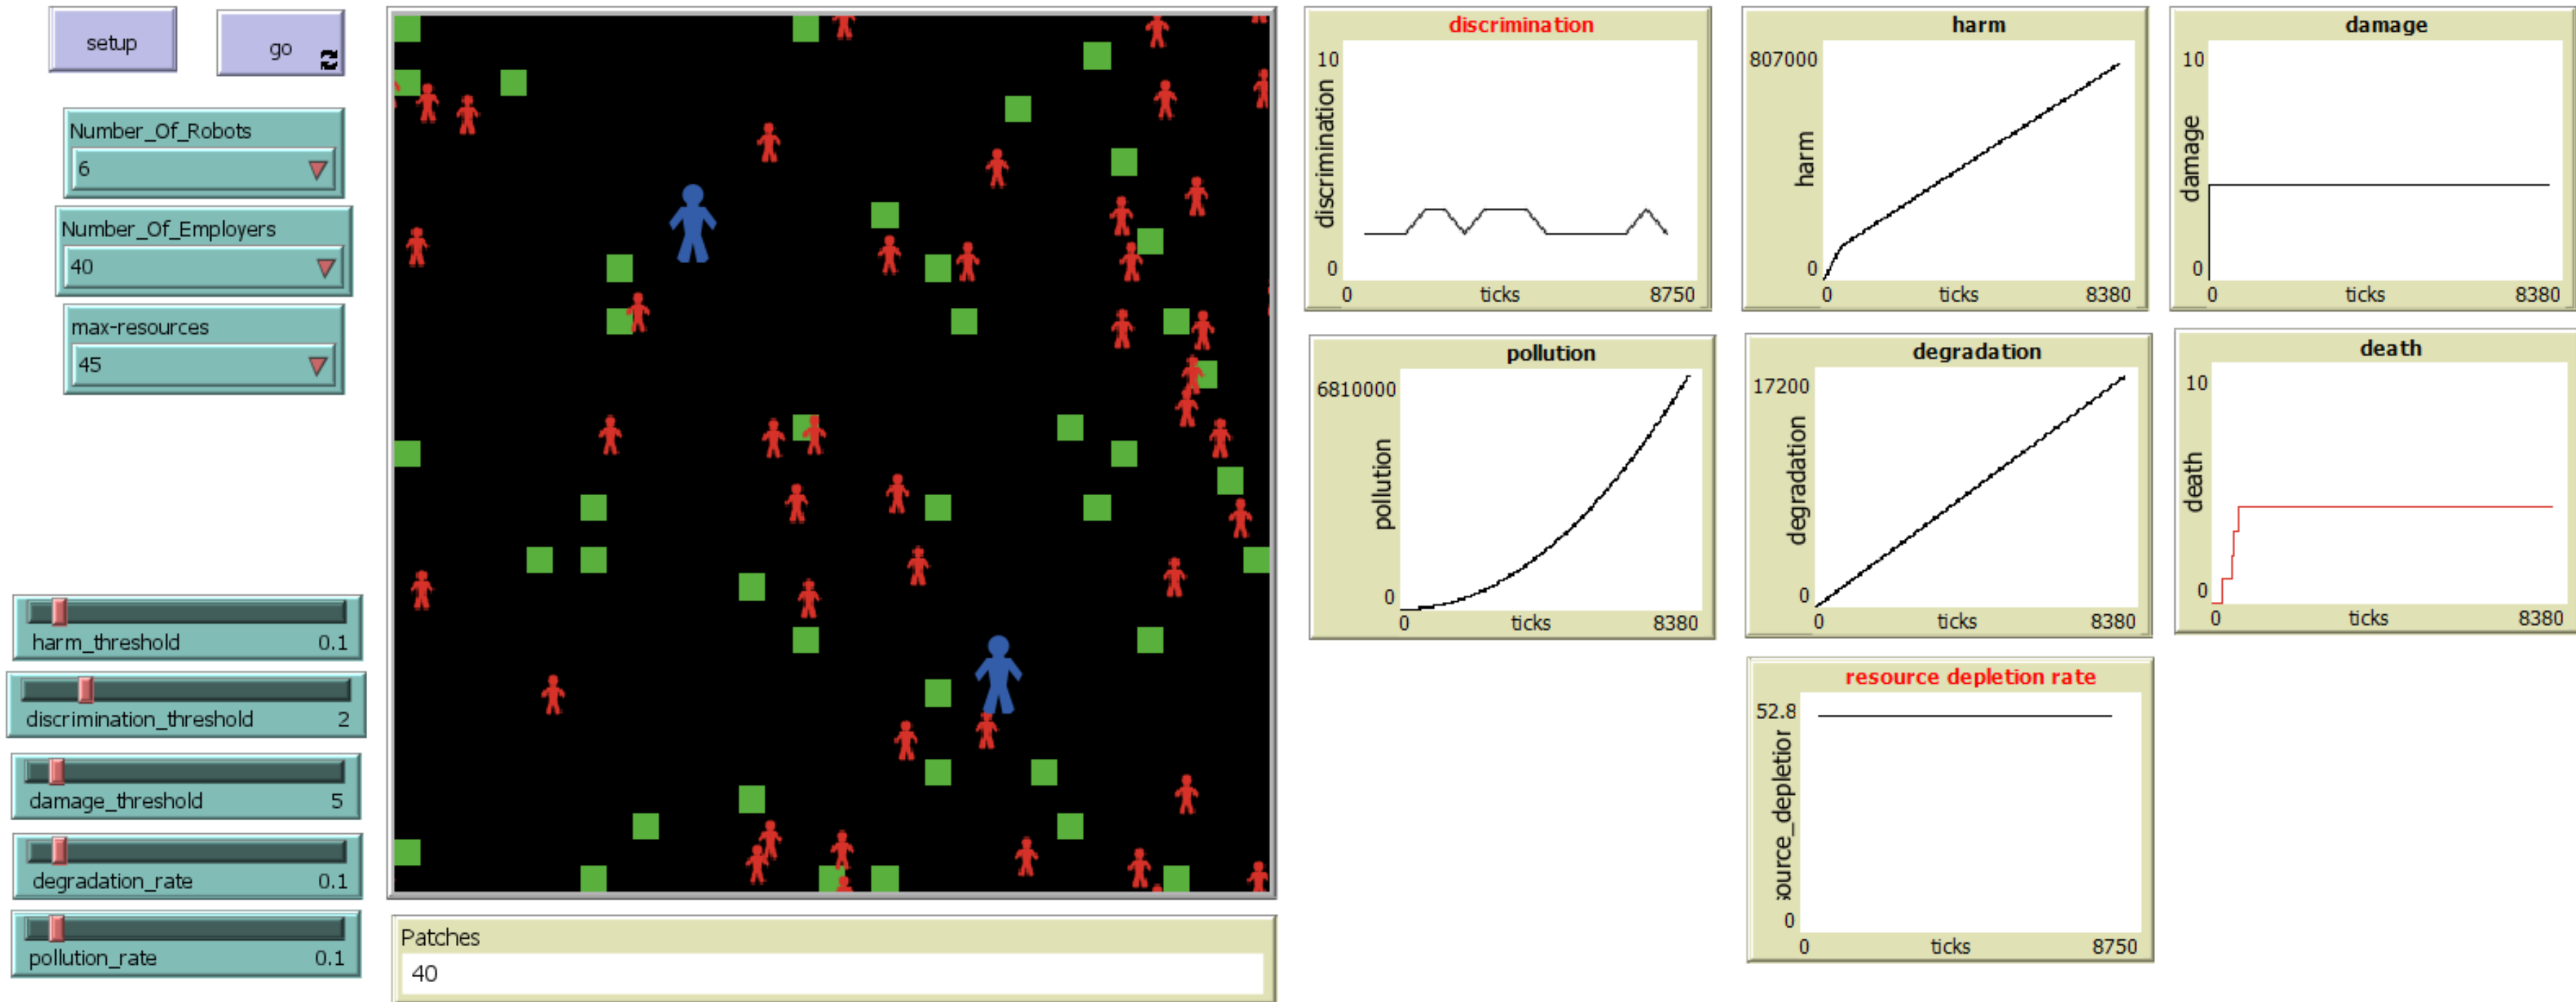 setup
go
Number_Of_Robots
6
Number_Of_Employers
40
max-resources
45
harm_threshold 0.1
discrimination_threshold 2
damage_threshold 5
degradation_rate 0.1
pollution_rate 0.1
Patches
40
discrimination
10
discrimination
0
0 ticks 8750
harm
807000
harm
0
0 ticks 8380
damage
10
damage
0
0 ticks 8380
pollution
6810000
pollution
0
0 ticks 8380
degradation
17200
degradation
0
0 ticks 8380
death
10
death
0
0 ticks 8380
resource depletion rate
52.8
0
0 ticks 8750